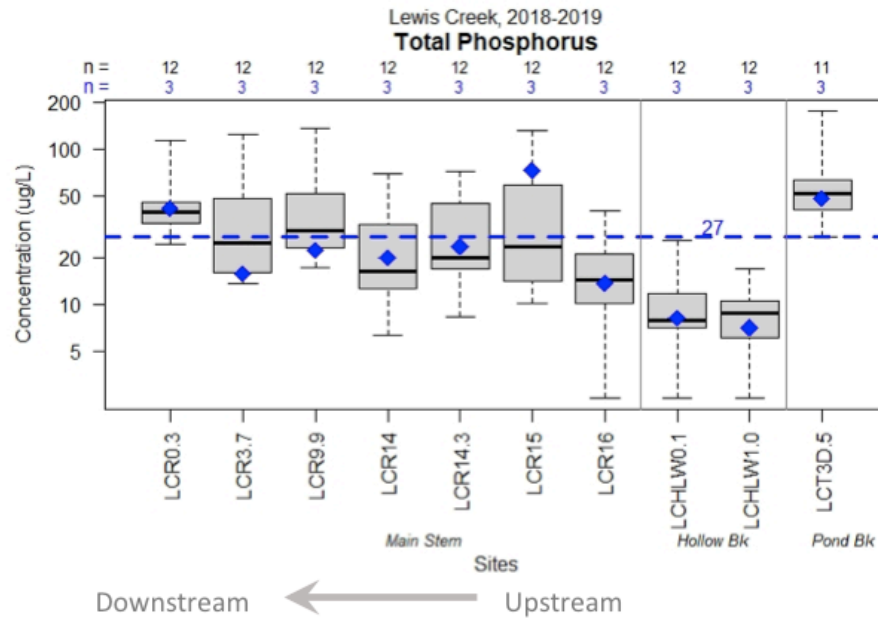 Lewis Creek, 2018-2019
Total Phosphorus
n = 12 12 12 12 12 12 12 12 12 11
n = 3 3 3 3 3 3 3 3 3 3
Concentration (ug/L)
200
100
50
20
10
5
27
LCR0.3 LCR3.7 LCR9.9 LCR14 LCR14.3 LCR15 LCR16 LCHLW0.1 LCHLW1.0 LCT3D.5
Main Stem Hollow Bk Pond Bk
Sites
Downstream Upstream